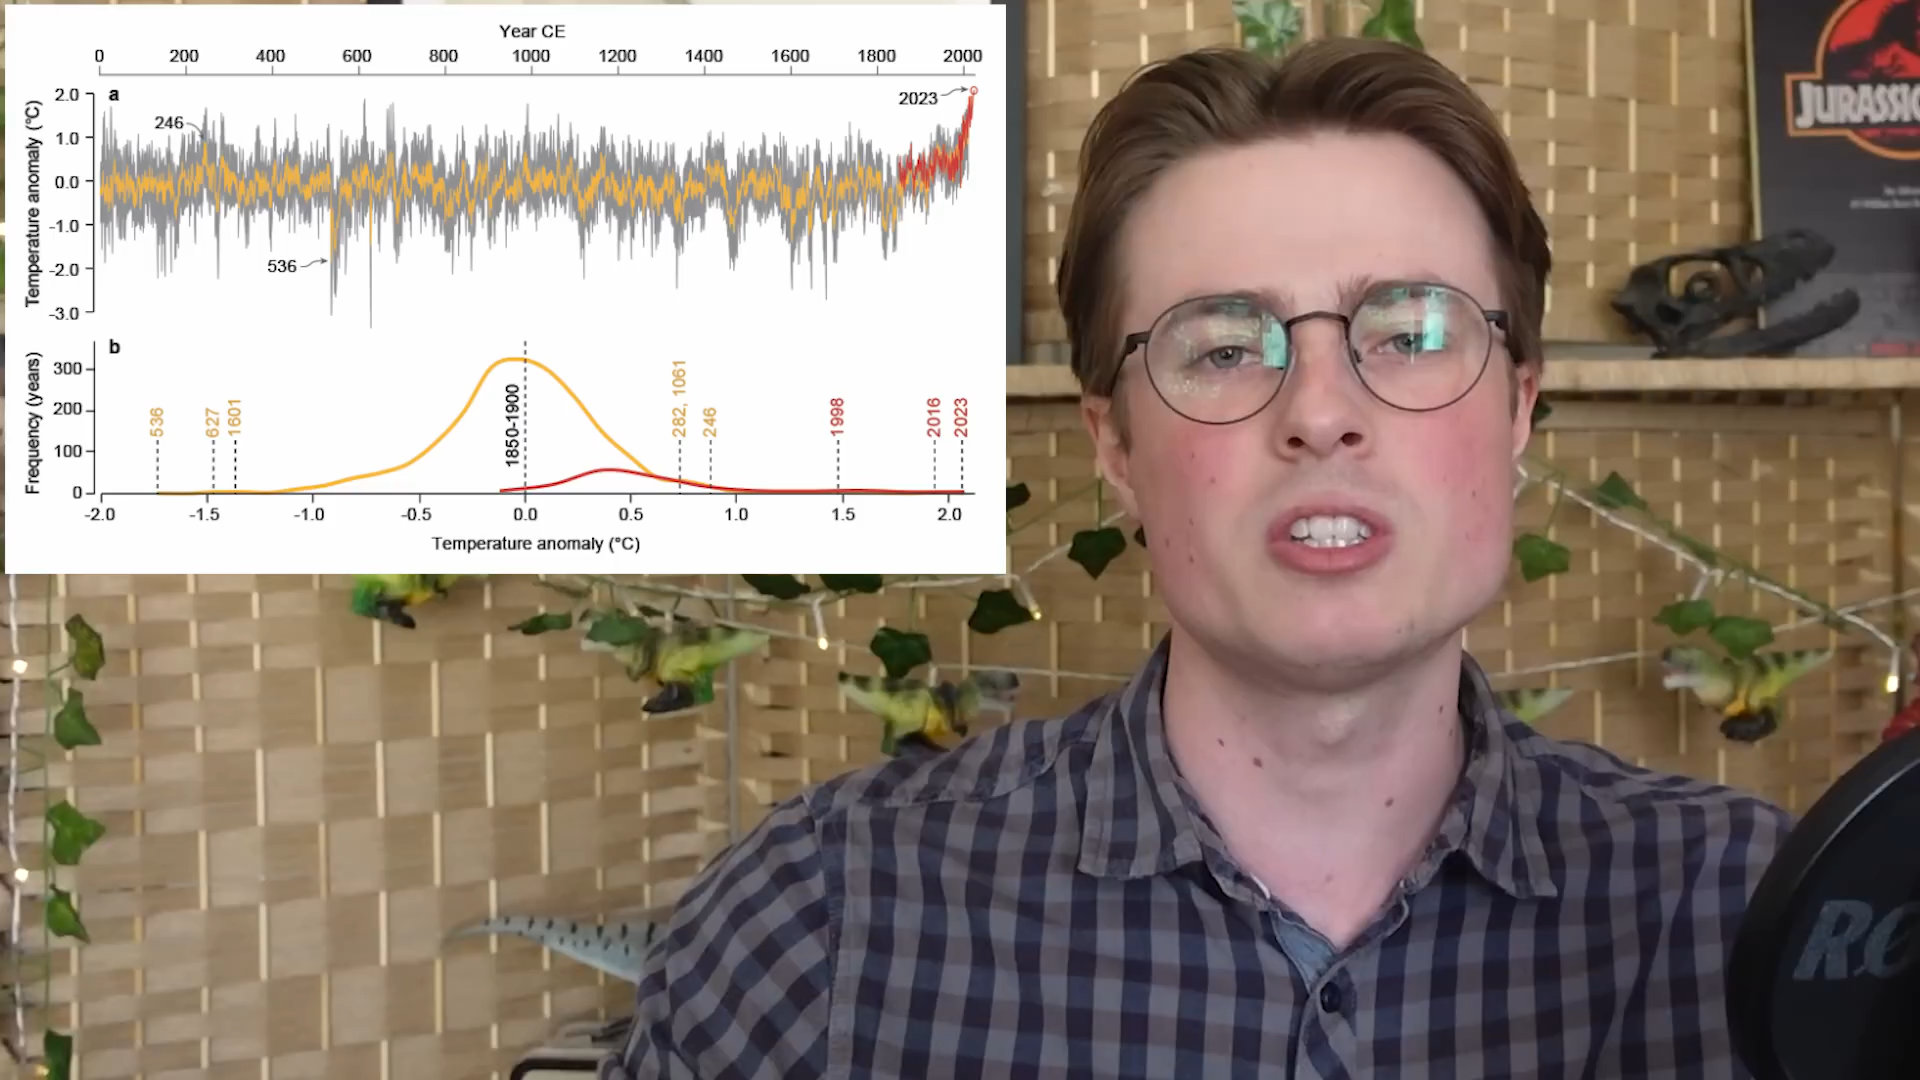 Year CE
0 200 400 600 800 1000 1200 1400 1600 1800 2000
a
Temperature anomaly (°C)
2.0
1.0
0.0
-1.0
-2.0
-3.0
246
536
2023
b
Frequency (years)
300
200
100
0
536
627
1601
1850-1900
282, 1061
246
1998
2016
2023
-2.0 -1.5 -1.0 -0.5 0.0 0.5 1.0 1.5 2.0
Temperature anomaly (°C)
JURASSIC